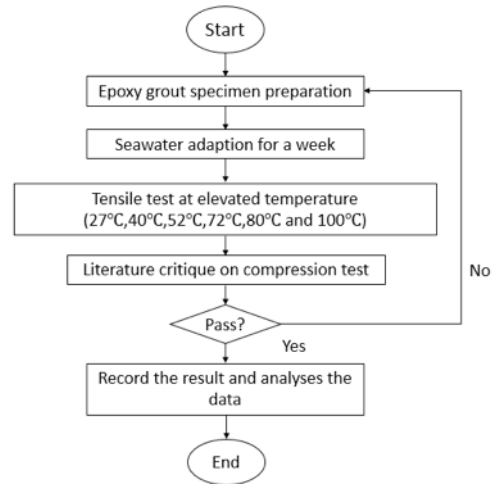 Start
Epoxy grout specimen preparation
Seawater adaption for a week
Tensile test at elevated temperature
(27°C,40°C,52°C,72°C,80°C and 100°C)
Literature critique on compression test
No
Pass?
Yes
Record the result and analyses the
data
End